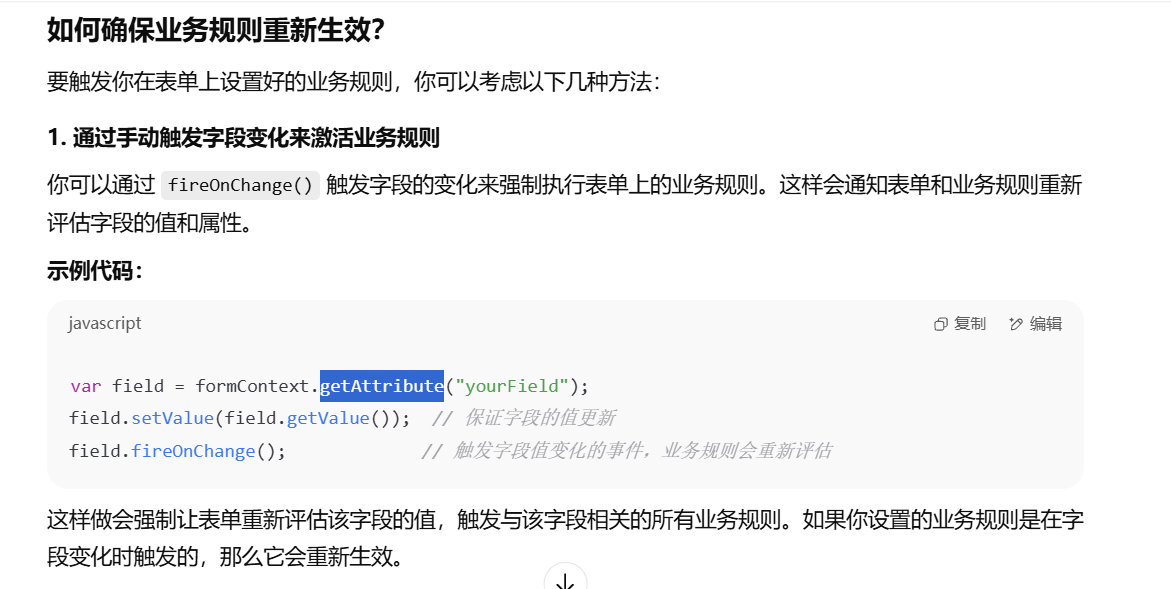 如何确保业务规则重新生效？
要触发你在表单上设置好的业务规则，你可以考虑以下几种方法：
1. 通过手动触发字段变化来激活业务规则
你可以通过 fireOnChange() 触发字段的变化来强制执行表单上的业务规则。这样会通知表单和业务规则重新
评估字段的值和属性。
示例代码：
javascript 复制 编辑
var field = formContext.getAttribute("yourField");
field.setValue(field.getValue()); // 保证字段的值更新
field.fireOnChange(); // 触发字段值变化的事件，业务规则会重新评估
这样做会强制让表单重新评估该字段的值，触发与该字段相关的所有业务规则。如果你设置的业务规则是在字
段变化时触发的，那么它会重新生效。